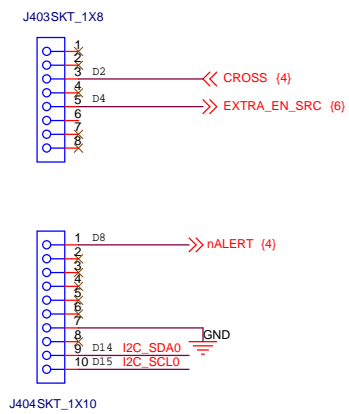 J403SKT_1X8
1
2
3 D2 CROSS {4}
4
5 D4 EXTRA_EN_SRC {6}
6
7
8
1 D8 nALERT {4}
2
3
4
5
6
7
8 GND
9 D14 I2C_SDA0
10 D15 I2C_SCL0
J404SKT_1X10